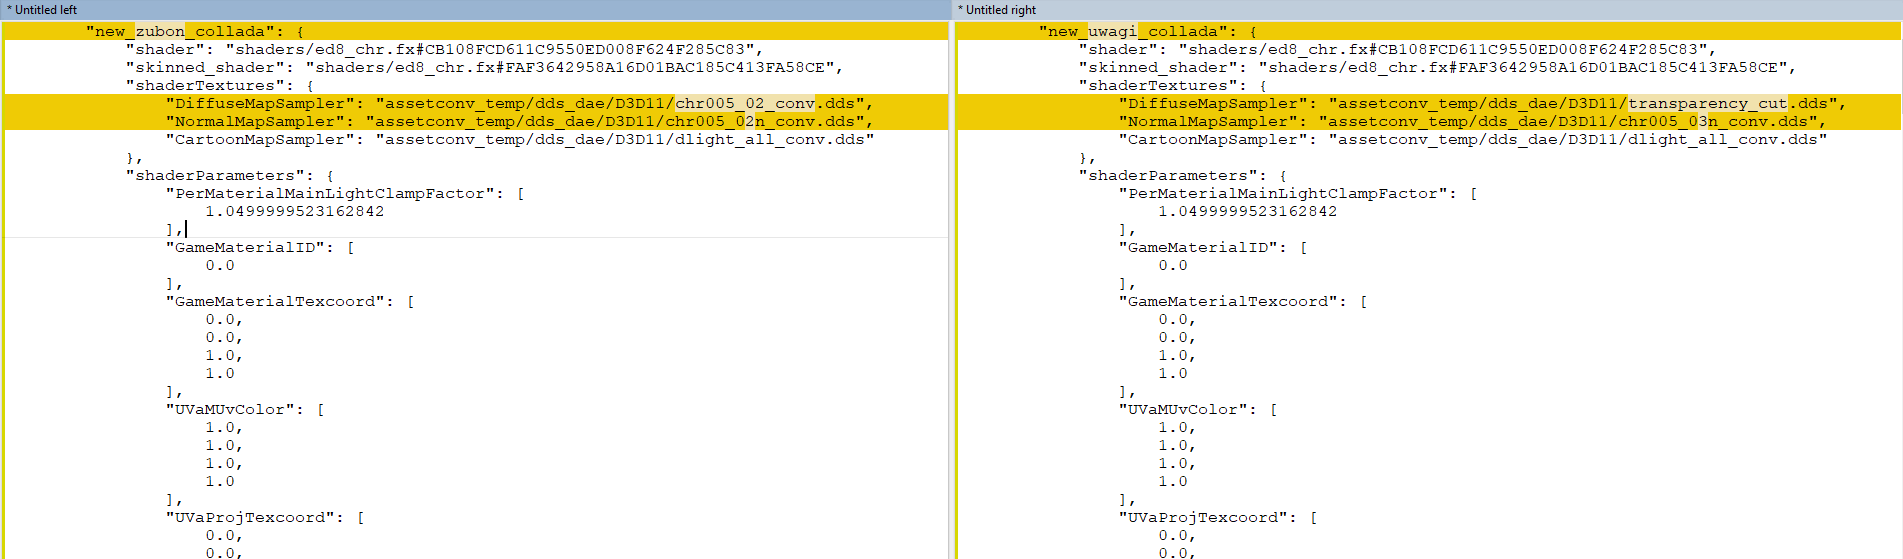 * Untitled left
"new_zubon_collada": {
"shader": "shaders/ed8_chr.fx#CB108FCD611C9550ED008F624F285C83",
"skinned_shader": "shaders/ed8_chr.fx#FAF3642958A16D01BAC185C413FA58CE",
"shaderTextures": {
"DiffuseMapSampler": "assetconv_temp/dds_dae/D3D11/chr005_02_conv.dds",
"NormalMapSampler": "assetconv_temp/dds_dae/D3D11/chr005_02n_conv.dds",
"CartoonMapSampler": "assetconv_temp/dds_dae/D3D11/dlight_all_conv.dds"
},
"shaderParameters": {
"PerMaterialMainLightClampFactor": [
1.0499999523162842
],
"GameMaterialID": [
0.0
],
"GameMaterialTexcoord": [
0.0,
0.0,
1.0,
1.0
],
"UVaMUvColor": [
1.0,
1.0,
1.0,
1.0
],
"UVaProjTexcoord": [
0.0,
0.0,
* Untitled right
"new_uwagi_collada": {
"shader": "shaders/ed8_chr.fx#CB108FCD611C9550ED008F624F285C83",
"skinned_shader": "shaders/ed8_chr.fx#FAF3642958A16D01BAC185C413FA58CE",
"shaderTextures": {
"DiffuseMapSampler": "assetconv_temp/dds_dae/D3D11/transparency_cut.dds",
"NormalMapSampler": "assetconv_temp/dds_dae/D3D11/chr005_03n_conv.dds",
"CartoonMapSampler": "assetconv_temp/dds_dae/D3D11/dlight_all_conv.dds"
},
"shaderParameters": {
"PerMaterialMainLightClampFactor": [
1.0499999523162842
],
"GameMaterialID": [
0.0
],
"GameMaterialTexcoord": [
0.0,
0.0,
1.0,
1.0
],
"UVaMUvColor": [
1.0,
1.0,
1.0,
1.0
],
"UVaProjTexcoord": [
0.0,
0.0,